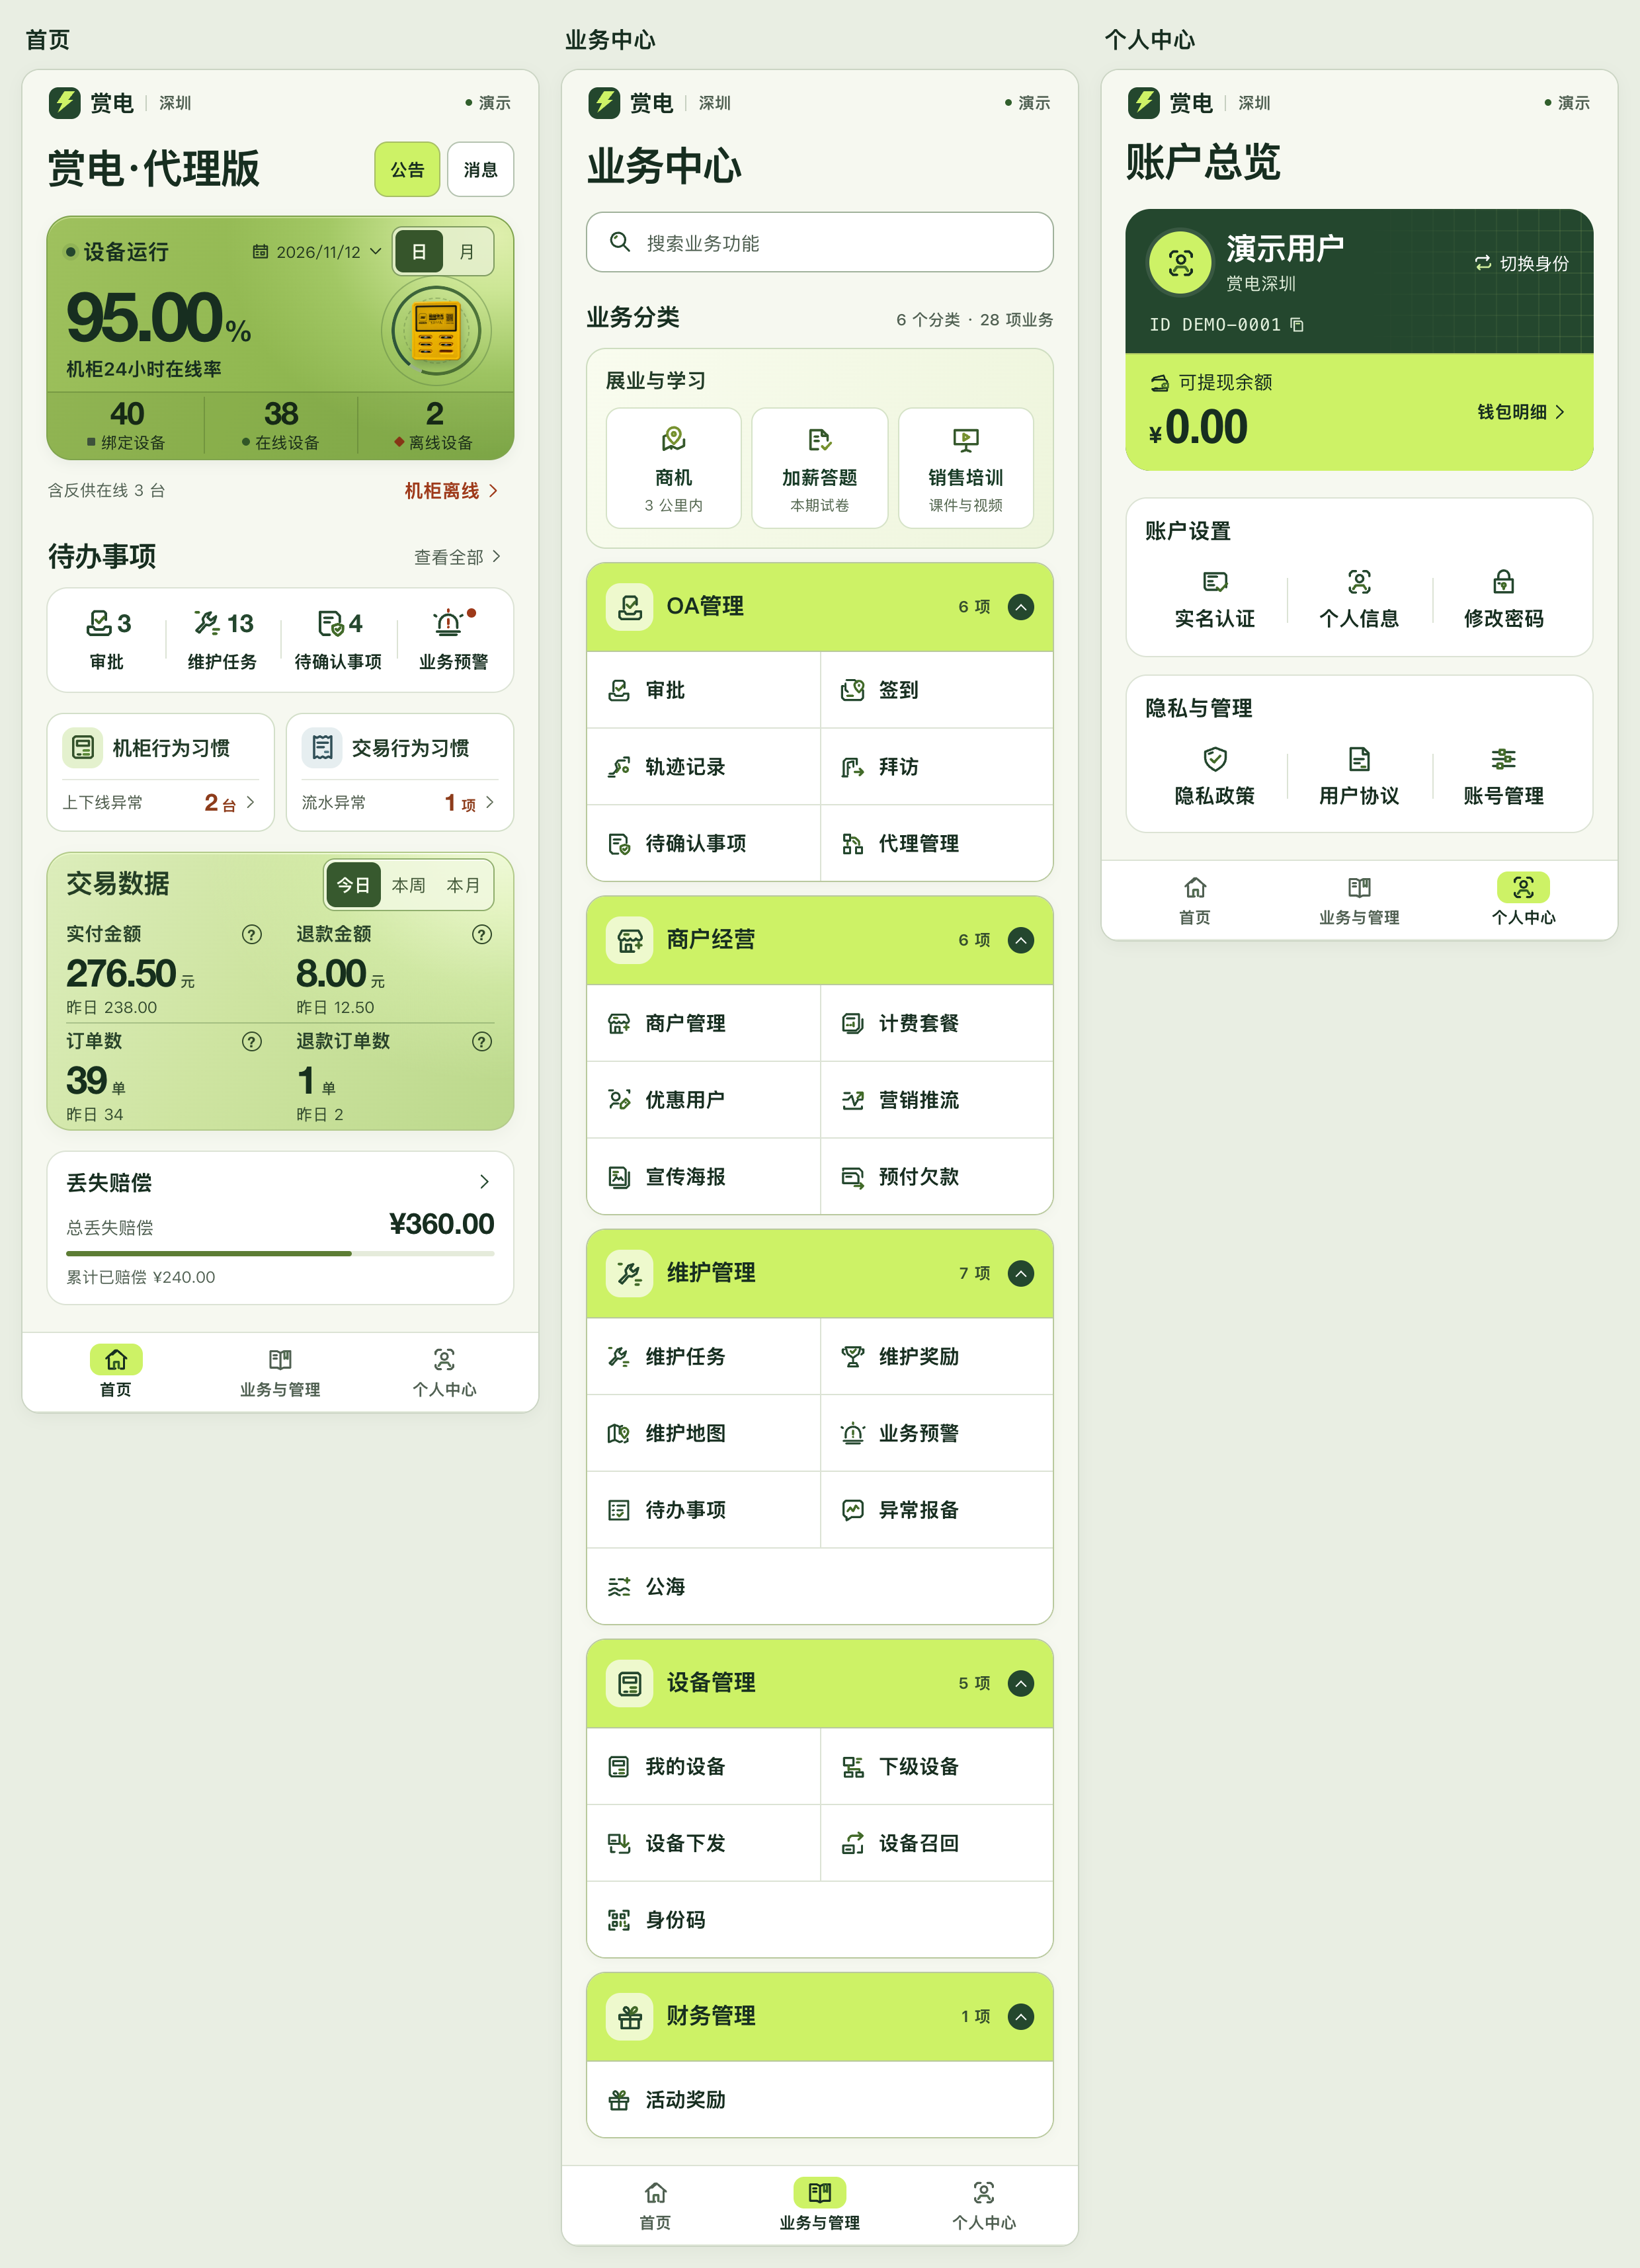 首页
赏电 深圳
演示
赏电·代理版
公告
消息
设备运行
2026/11/12
日
月
95.00%
机柜24小时在线率
40
绑定设备
38
在线设备
2
离线设备
含反供在线 3 台
机柜离线
待办事项
查看全部
3
审批
13
维护任务
4
待确认事项
业务预警
机柜行为习惯
上下线异常
2 台
交易行为习惯
流水异常
1 项
交易数据
今日
本周
本月
实付金额
276.50 元
昨日 238.00
退款金额
8.00 元
昨日 12.50
订单数
39 单
昨日 34
退款订单数
1 单
昨日 2
丢失赔偿
总丢失赔偿
¥360.00
累计已赔偿 ¥240.00
首页
业务与管理
个人中心
业务中心
赏电 深圳
演示
业务中心
搜索业务功能
业务分类
6 个分类 · 28 项业务
展业与学习
商机
3 公里内
加薪答题
本期试卷
销售培训
课件与视频
OA管理
6 项
审批
签到
轨迹记录
拜访
待确认事项
代理管理
商户经营
6 项
商户管理
计费套餐
优惠用户
营销推流
宣传海报
预付欠款
维护管理
7 项
维护任务
维护奖励
维护地图
业务预警
待办事项
异常报备
公海
设备管理
5 项
我的设备
下级设备
设备下发
设备召回
身份码
财务管理
1 项
活动奖励
首页
业务与管理
个人中心
个人中心
赏电 深圳
演示
账户总览
演示用户
赏电深圳
切换身份
ID DEMO-0001
可提现余额
¥0.00
钱包明细
账户设置
实名认证
个人信息
修改密码
隐私与管理
隐私政策
用户协议
账号管理
首页
业务与管理
个人中心